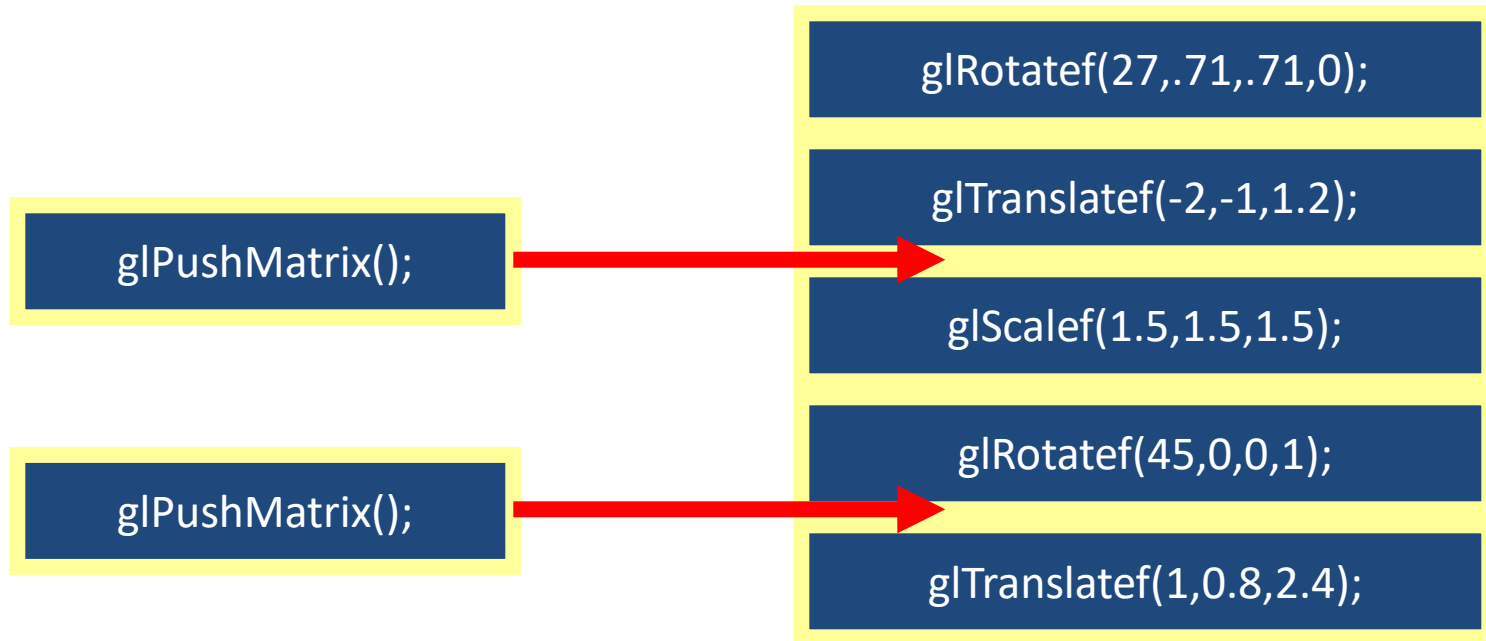 glRotatef(27,.71,.71,0);
glTranslatef(-2,-1,1.2);
glPushMatrix();
glScalef(1.5,1.5,1.5);
glRotatef(45,0,0,1);
glPushMatrix();
glTranslatef(1,0.8,2.4);